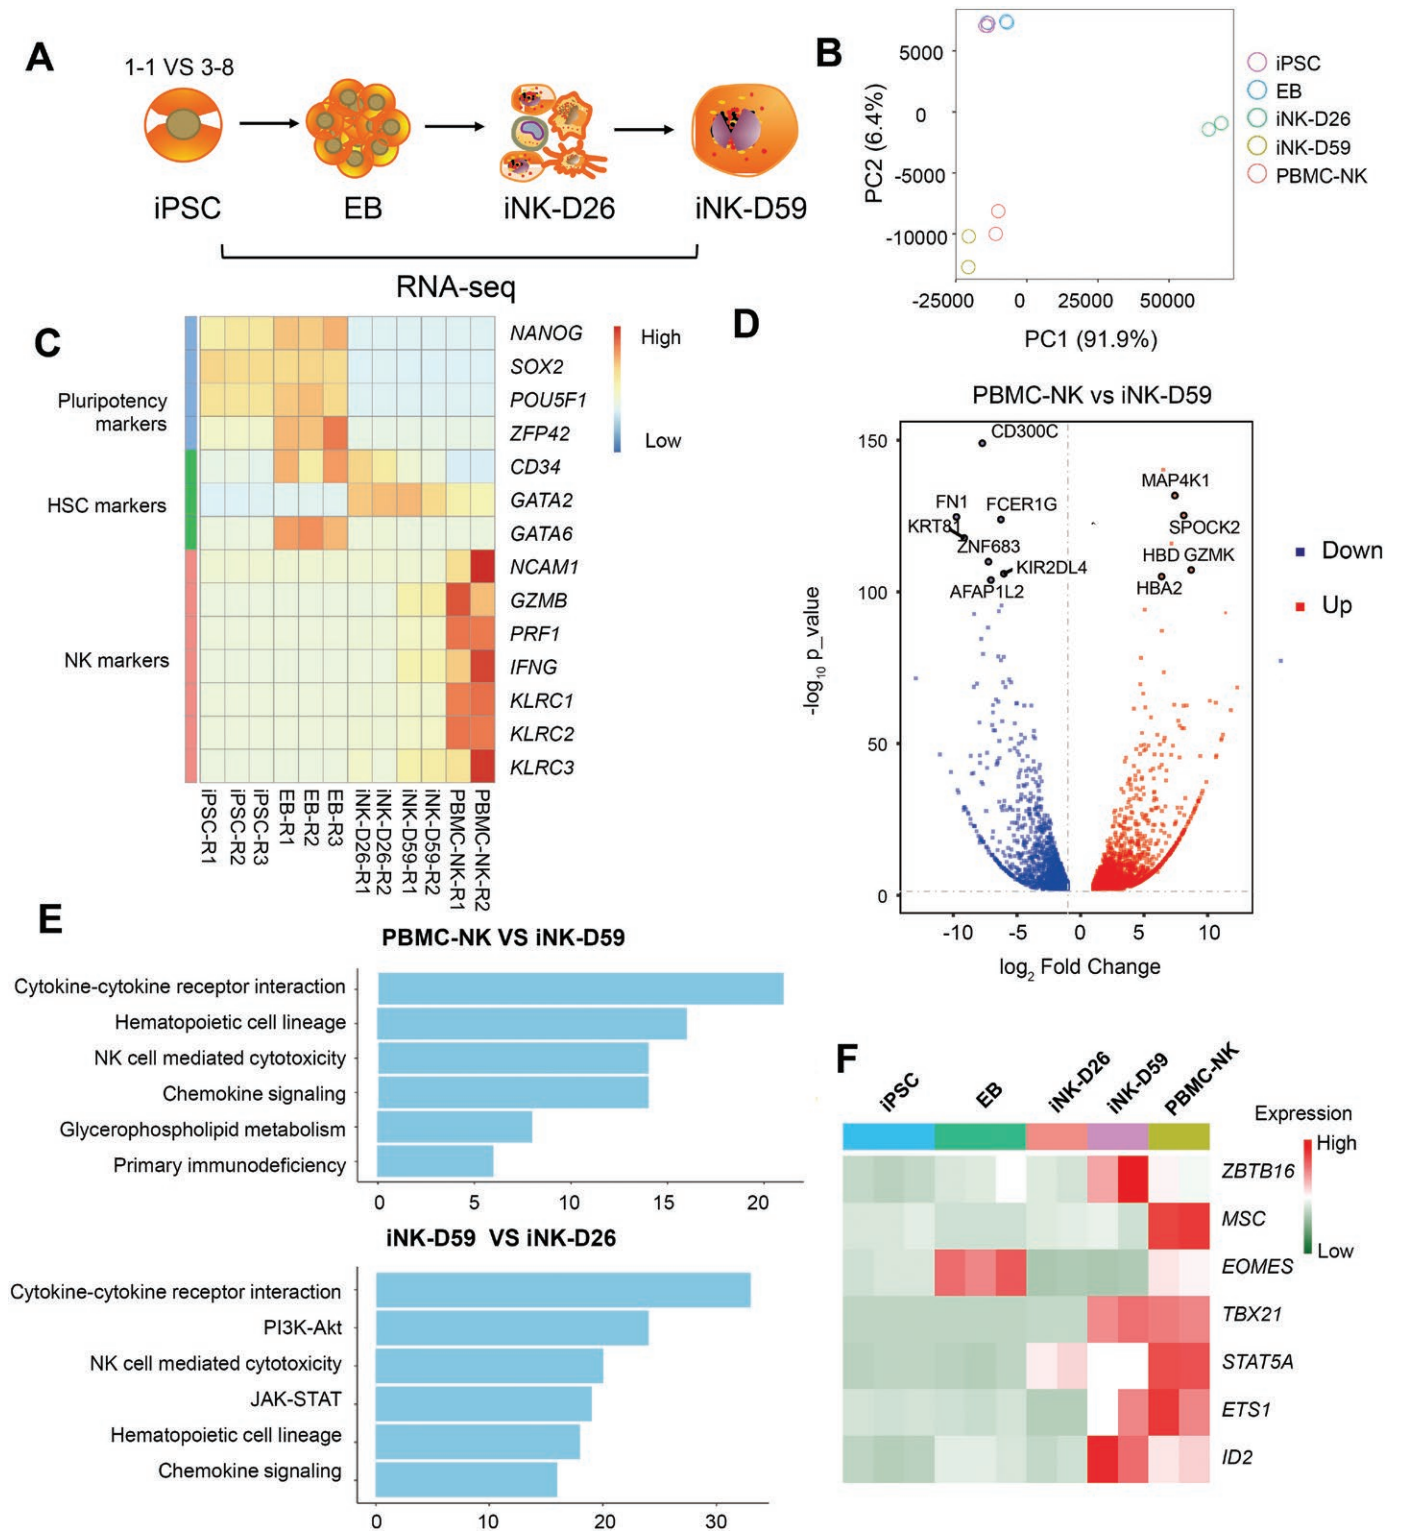 A
1-1 VS 3-8
iPSC
EB
iNK-D26
iNK-D59
RNA-seq
B
5000
0
-5000
-10000
PC2 (6.4%)
-25000 0 25000 50000
PC1 (91.9%)
iPSC
EB
iNK-D26
iNK-D59
PBMC-NK
C
Pluripotency
markers
HSC markers
NK markers
NANOG
SOX2
POU5F1
ZFP42
CD34
GATA2
GATA6
NCAM1
GZMB
PRF1
IFNG
KLRC1
KLRC2
KLRC3
High
Low
iPSC-R1
iPSC-R2
iPSC-R3
EB-R1
EB-R2
EB-R3
iNK-D26-R1
iNK-D26-R2
iNK-D59-R1
iNK-D59-R2
PBMC-NK-R1
PBMC-NK-R2
D
PBMC-NK vs iNK-D59
150
100
50
0
-log10 p_value
CD300C
FN1
FCER1G
KRT81
ZNF683
KIR2DL4
AFAP1L2
MAP4K1
SPOCK2
HBD GZMK
HBA2
-10 -5 0 5 10
log2 Fold Change
Down
Up
E
PBMC-NK VS iNK-D59
Cytokine-cytokine receptor interaction
Hematopoietic cell lineage
NK cell mediated cytotoxicity
Chemokine signaling
Glycerophospholipid metabolism
Primary immunodeficiency
0 5 10 15 20
iNK-D59 VS iNK-D26
Cytokine-cytokine receptor interaction
PI3K-Akt
NK cell mediated cytotoxicity
JAK-STAT
Hematopoietic cell lineage
Chemokine signaling
0 10 20 30
F
iPSC
EB
iNK-D26
iNK-D59
PBMC-NK
Expression
High
Low
ZBTB16
MSC
EOMES
TBX21
STAT5A
ETS1
ID2